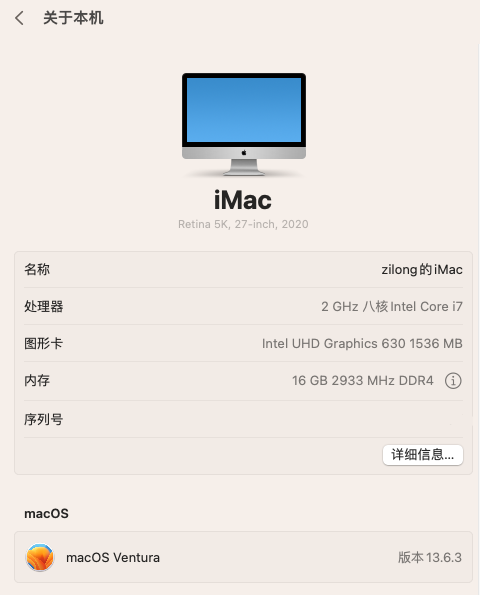 关于本机
iMac
Retina 5K, 27-inch, 2020
名称 zilong的iMac
处理器 2 GHz 八核Intel Core i7
图形卡 Intel UHD Graphics 630 1536 MB
内存 16 GB 2933 MHz DDR4
序列号
详细信息...
macOS
macOS Ventura 版本13.6.3